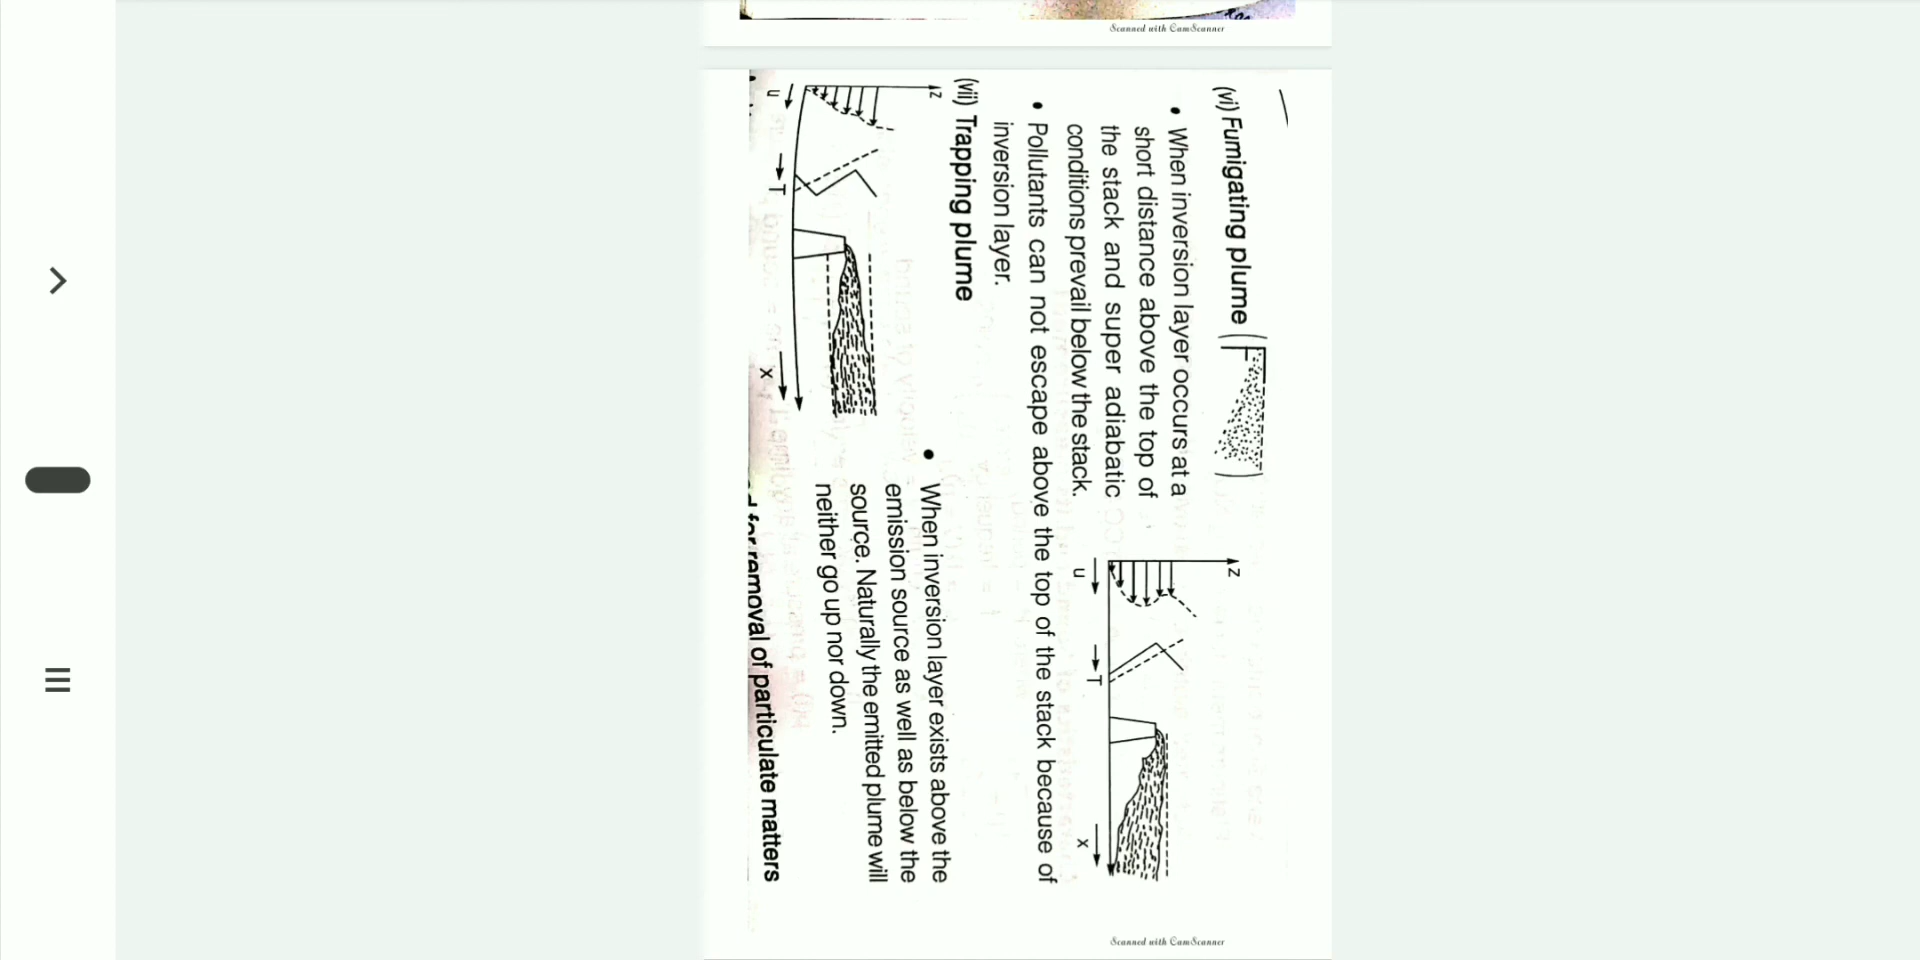 Scanned with CamScanner
(vi) Fumigating plume
• When inversion layer occurs at a
short distance above the top of
the stack and super adiabatic
conditions prevail below the stack.
z
u
T
x
• Pollutants can not escape above the top of the stack because of
inversion layer.
(vii) Trapping plume
z
u
T
x
• When inversion layer exists above the
emission source as well as below the
source. Naturally the emitted plume will
neither go up nor down.
for removal of particulate matters
Scanned with CamScanner